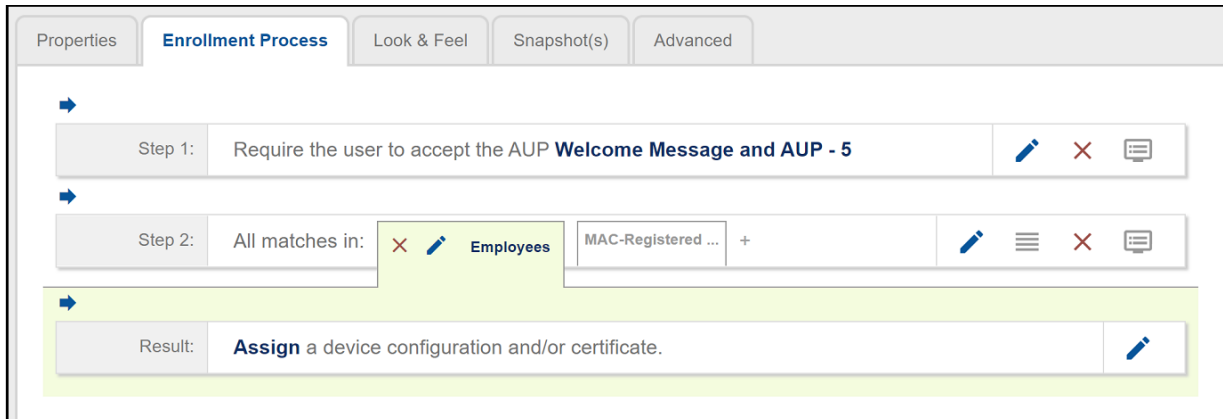 Properties Enrollment Process Look & Feel Snapshot(s) Advanced
Step 1: Require the user to accept the AUP Welcome Message and AUP - 5
Step 2: All matches in: Employees MAC-Registered ... +
Result: Assign a device configuration and/or certificate.